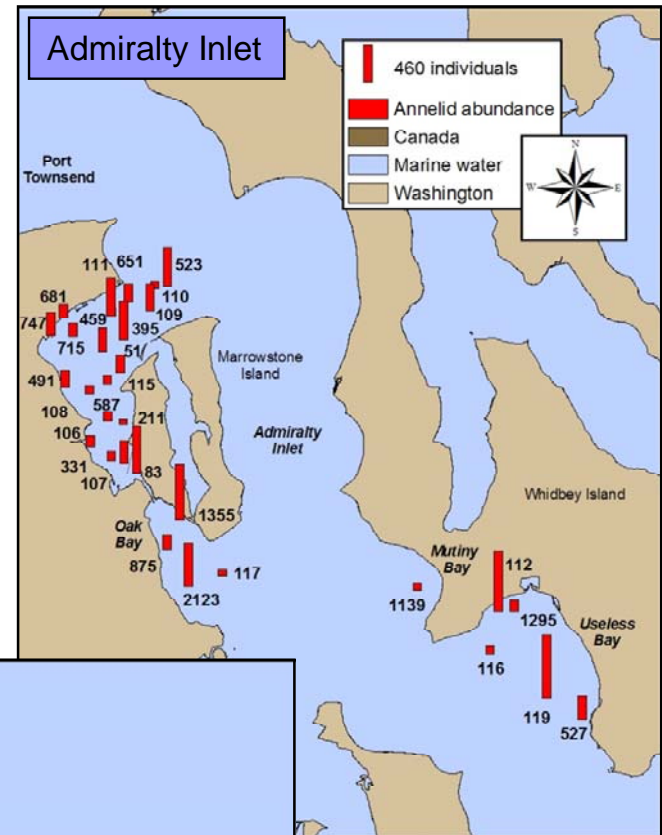 Admiralty Inlet
460 individuals
Annelid abundance
Canada
Marine water
Washington
N
W
E
S
Port
Townsend
111
651
523
681
110
747
459
109
715
395
51/
Marrowstone
Island
491
115
108
587
211
Admiralty
Inlet
106
331
83
107
Whidbey Island
1355
Oak
Bay
Mutiny
Bay
112
875
117
2123
1139
1295
Useless
Bay
116
119
527